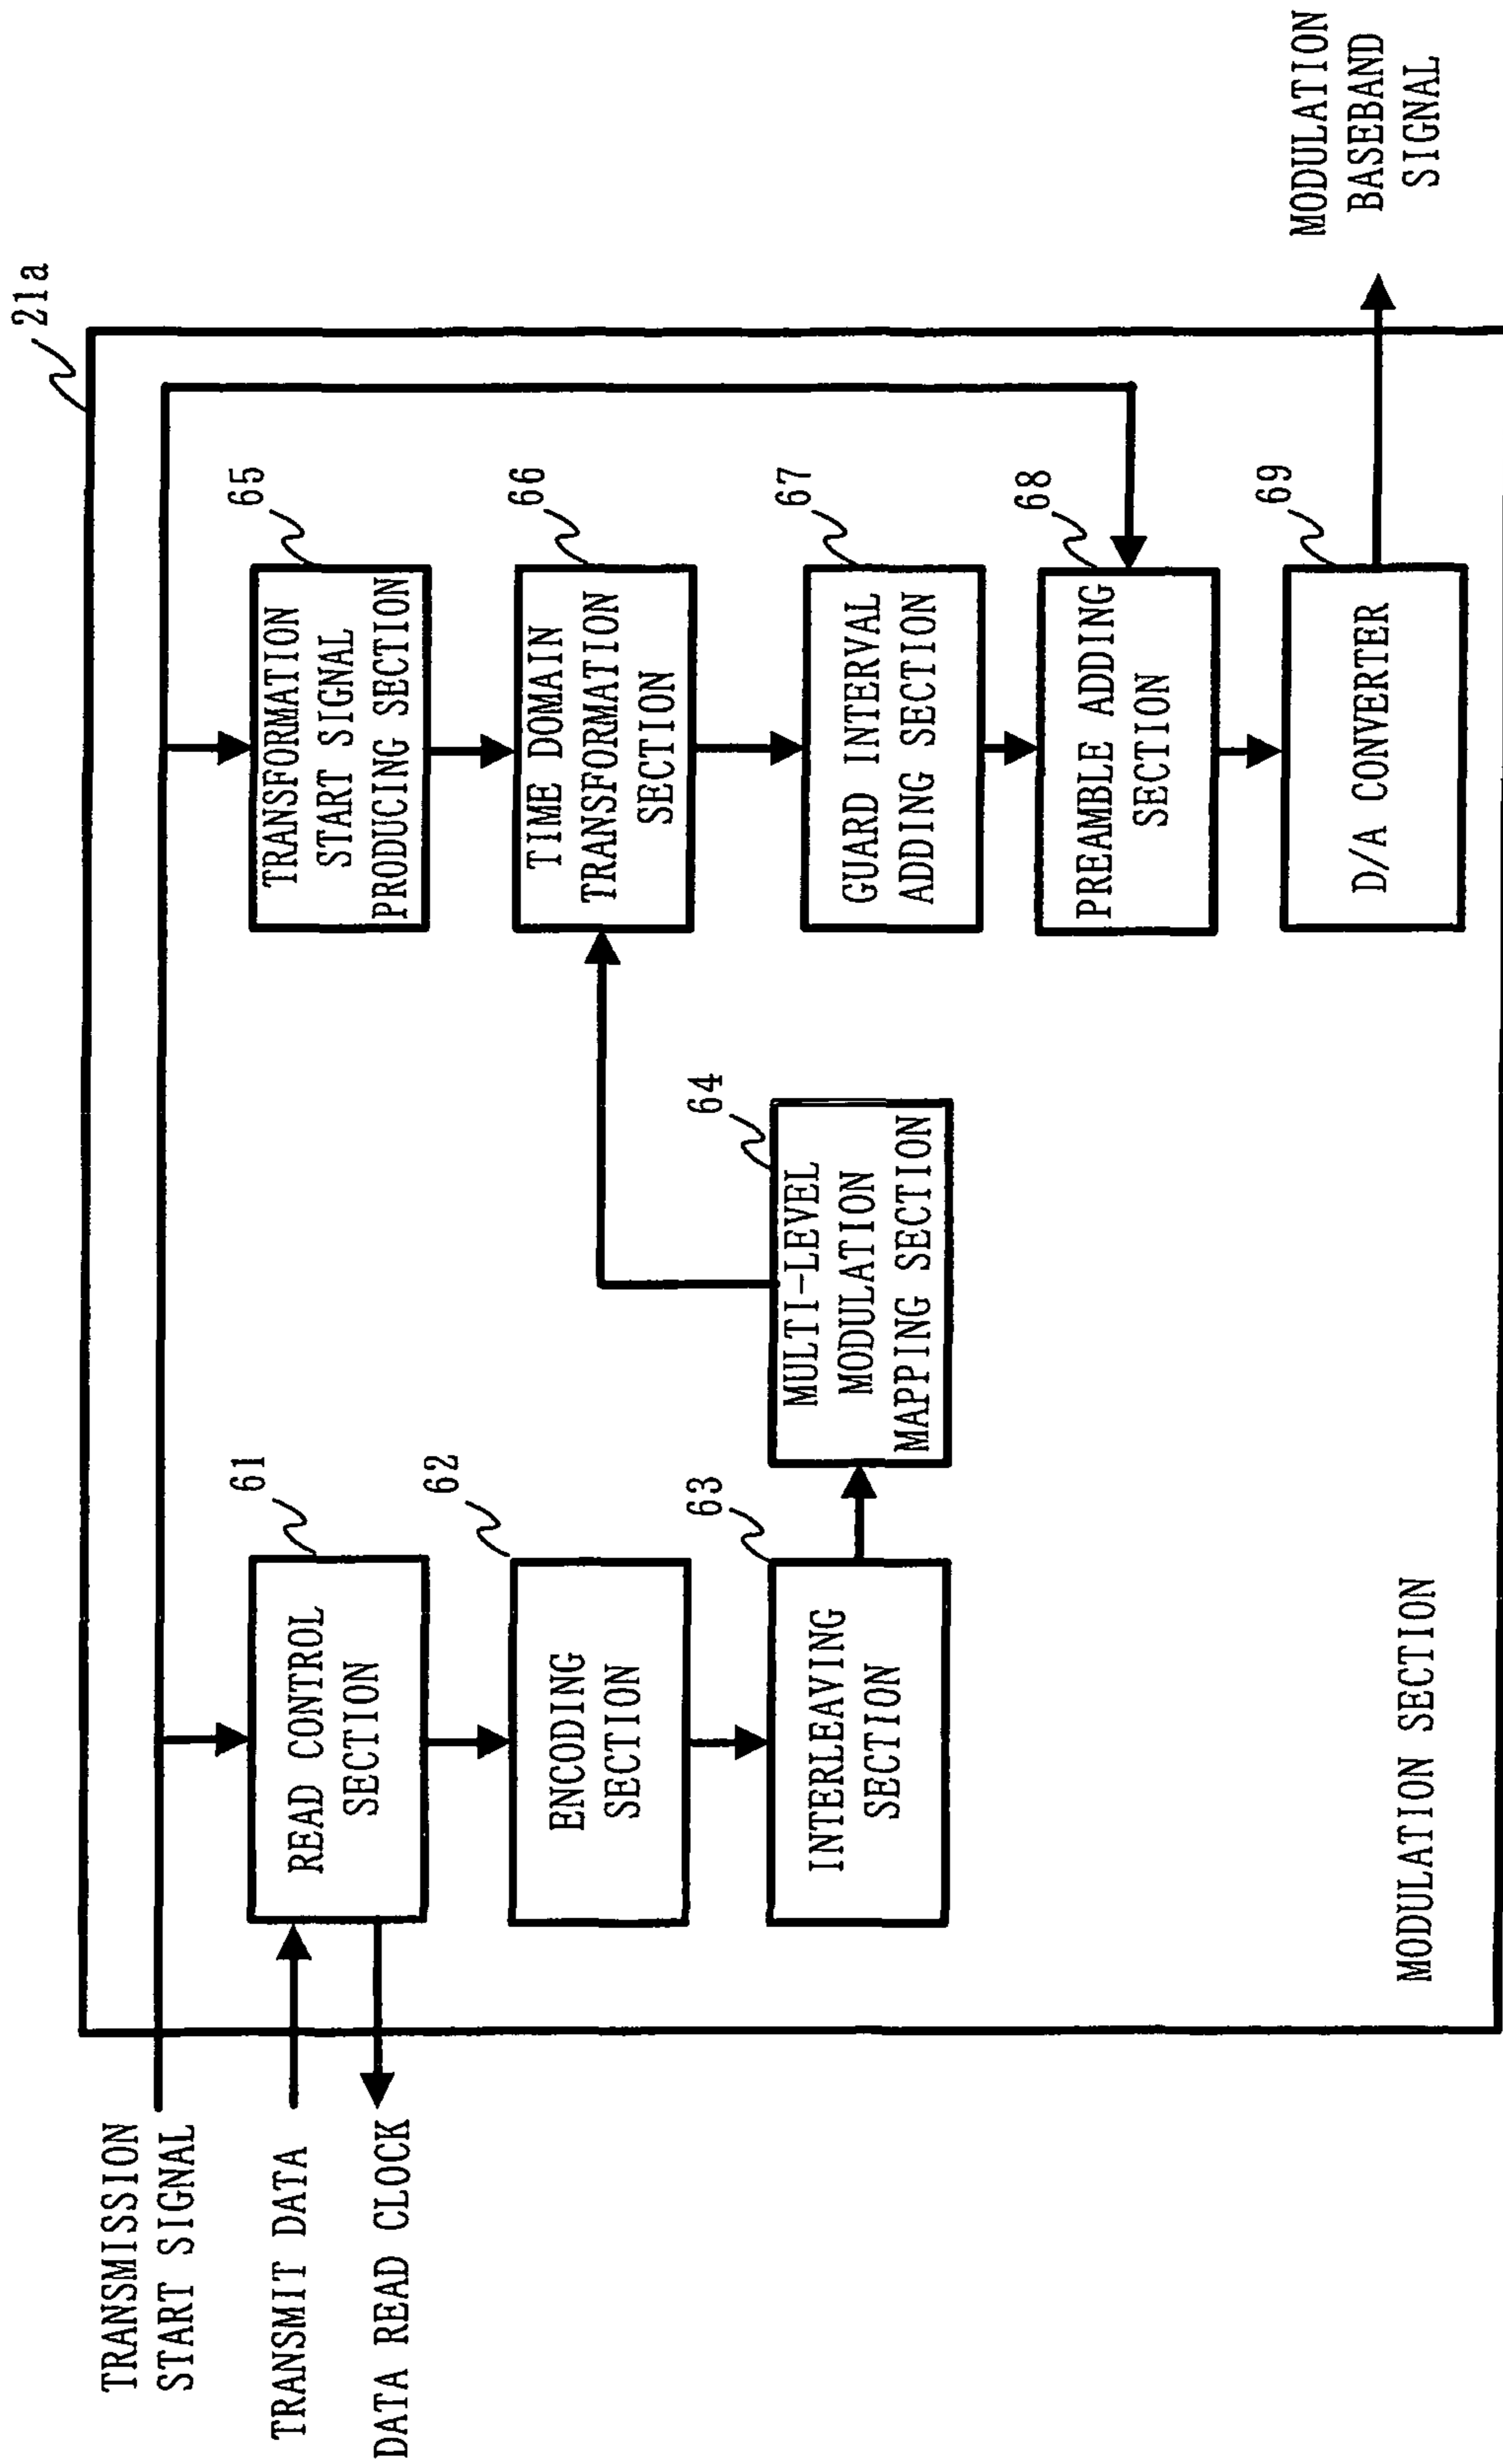 21a
TRANSMISSION
START SIGNAL
TRANSMIT DATA
DATA READ CLOCK
61
READ CONTROL
SECTION
62
ENCODING
SECTION
63
INTERLEAVING
SECTION
64
MULTI-LEVEL
MODULATION
MAPPING SECTION
65
TRANSFORMATION
START SIGNAL
PRODUCING SECTION
66
TIME DOMAIN
TRANSFORMATION
SECTION
67
GUARD INTERVAL
ADDING SECTION
68
PREAMBLE ADDING
SECTION
69
D/A CONVERTER
MODULATION SECTION
MODULATION
BASEBAND
SIGNAL